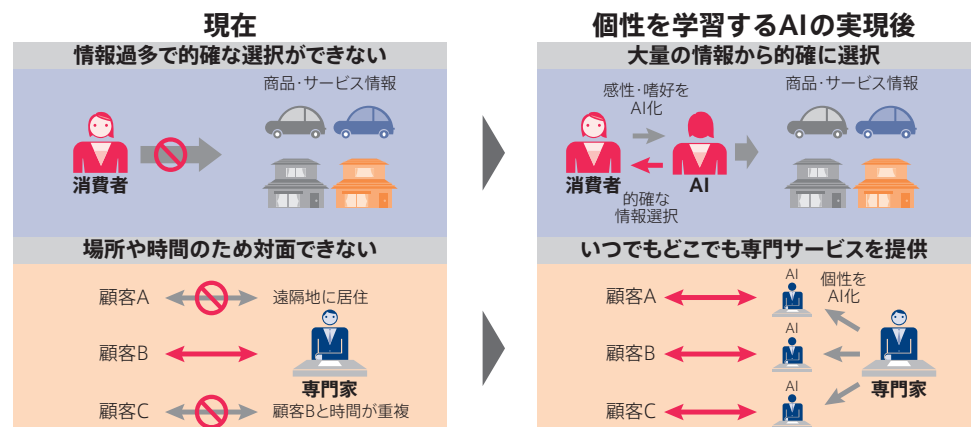 現在
情報過多で的確な選択ができない
商品・サービス情報
消費者
場所や時間のため対面できない
顧客A
遠隔地に居住
顧客B
専門家
顧客C
顧客Bと時間が重複
個性を学習するAIの実現後
大量の情報から的確に選択
感性・嗜好を
AI化
商品・サービス情報
消費者
AI
的確な
情報選択
いつでもどこでも専門サービスを提供
顧客A
AI
個性を
AI化
顧客B
AI
専門家
顧客C
AI